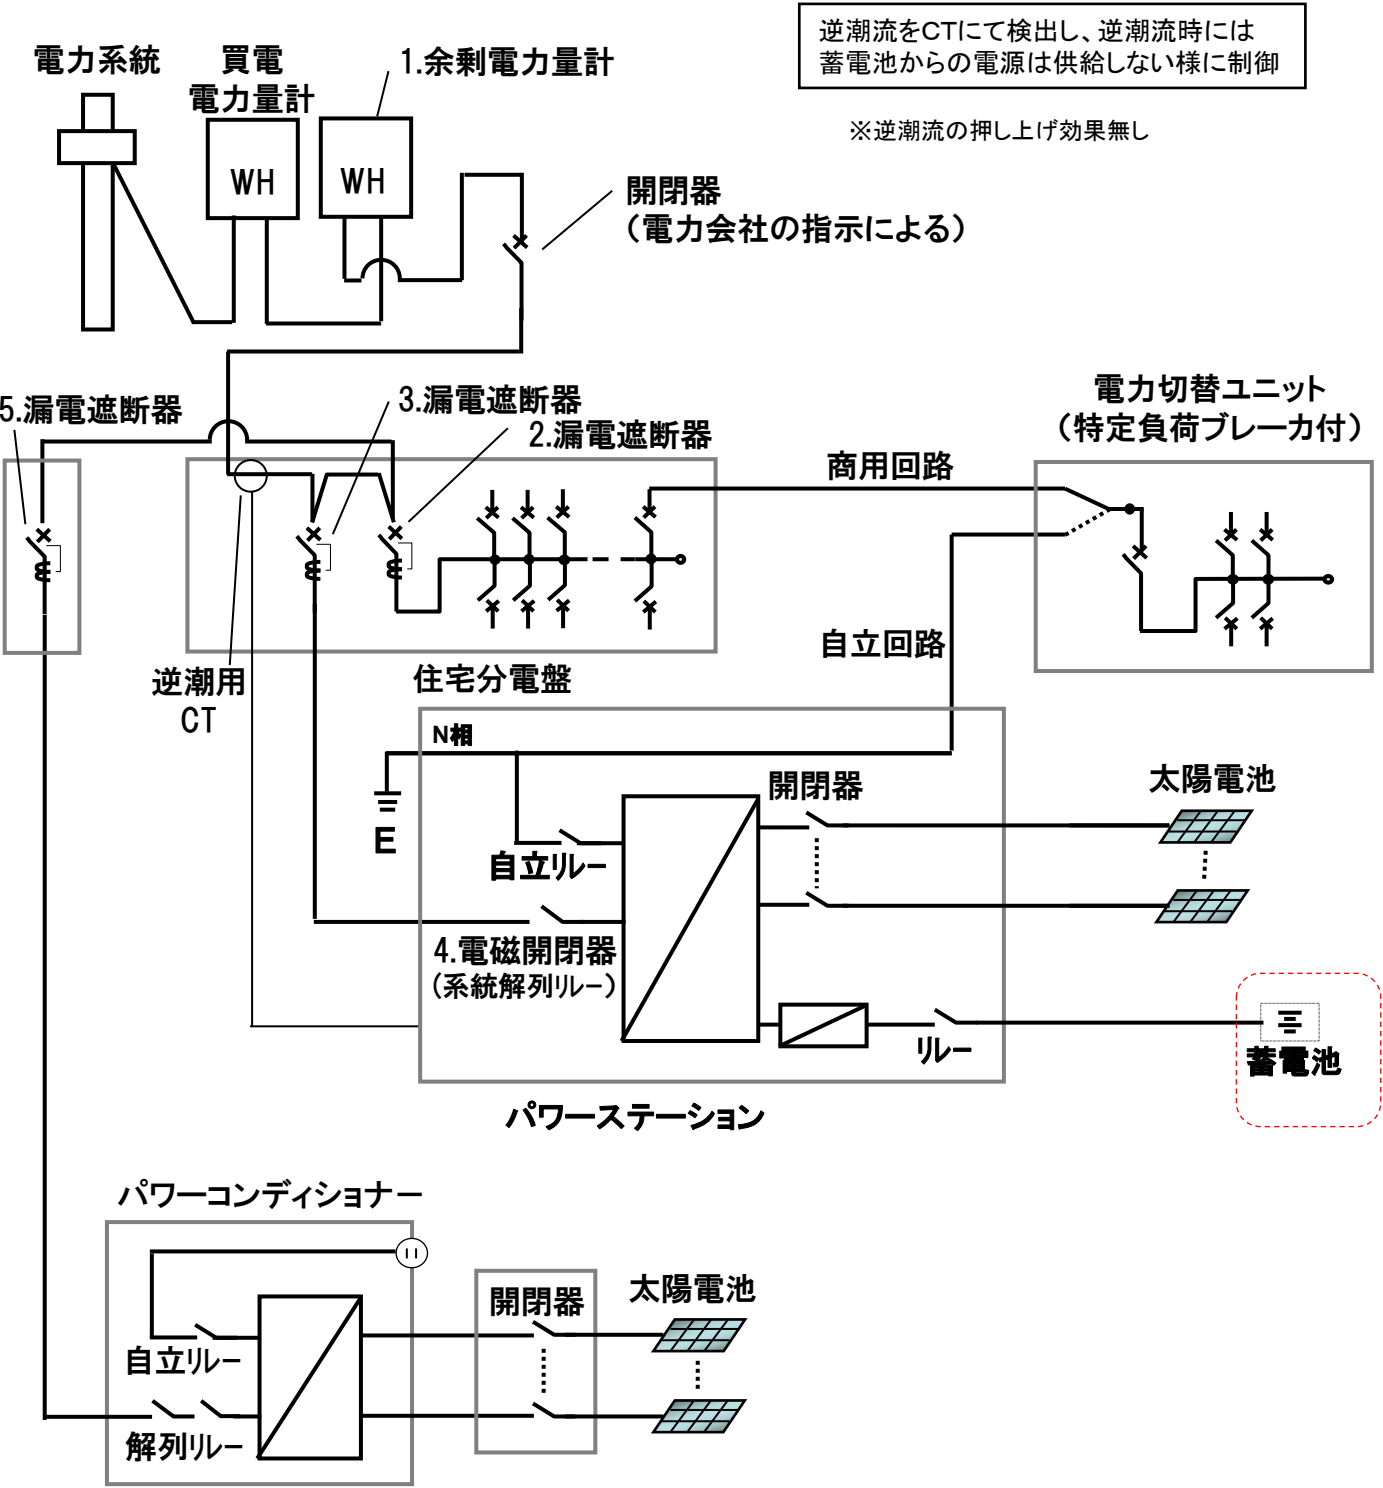 逆潮流をCTにて検出し、逆潮流時には
蓄電池からの電源は供給しない様に制御
※逆潮流の押し上げ効果無し
電力系統
買電
電力量計
1.余剰電力量計
WH
WH
開閉器
（電力会社の指示による）
5.漏電遮断器
3.漏電遮断器
2.漏電遮断器
電力切替ユニット
（特定負荷ブレーカ付）
商用回路
自立回路
逆潮用
CT
住宅分電盤
N相
E
開閉器
太陽電池
自立リレー
4.電磁開閉器
（系統解列リレー）
リレー
蓄電池
パワーステーション
パワーコンディショナー
開閉器
太陽電池
自立リレー
解列リレー